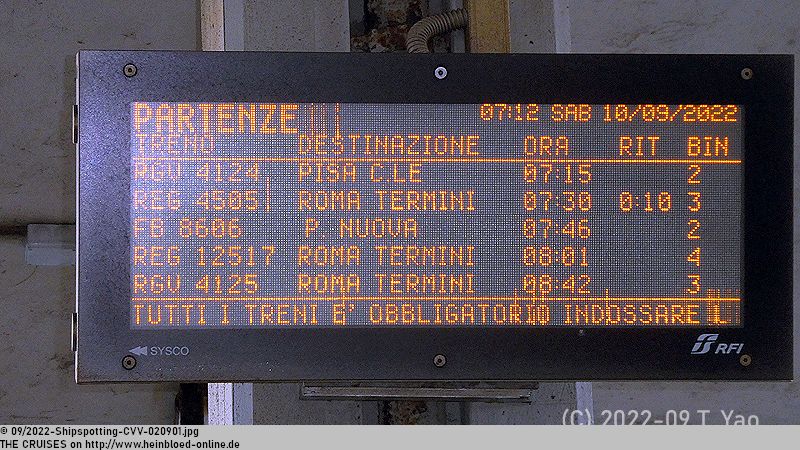 PARTENZE 07:12 SAB 10/09/2022
TRENO DESTINAZIONE ORA RIT BIN
RGV 4124 PISA C.LE 07:15 2
REG 4505 ROMA TERMINI 07:30 0:10 3
FB 8606 P. NUOVA 07:46 2
REG 12517 ROMA TERMINI 08:01 4
RGV 4125 ROMA TERMINI 08:42 3
TUTTI I TRENI E' OBBLIGATORIO INDOSSARE L
SYSCO
RFI
(C) 2022-09 T. Yao
© 09/2022-Shipspotting-CVV-020901.jpg
THE CRUISES on http://www.heinbloed-online.de